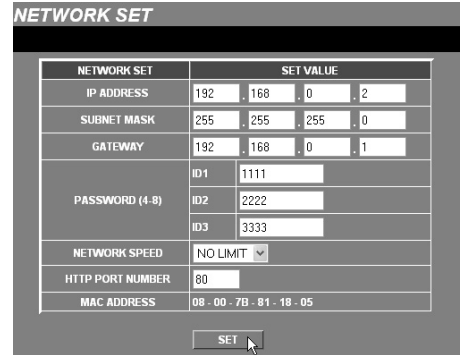 NETWORK SET
NETWORK SET SET VALUE
IP ADDRESS 192 . 168 . 0 . 2
SUBNET MASK 255 . 255 . 255 . 0
GATEWAY 192 . 168 . 0 . 1
PASSWORD (4-8) ID1 1111
ID2 2222
ID3 3333
NETWORK SPEED NO LIMIT
HTTP PORT NUMBER 80
MAC ADDRESS 08 - 00 - 7B - 81 - 18 - 05
SET